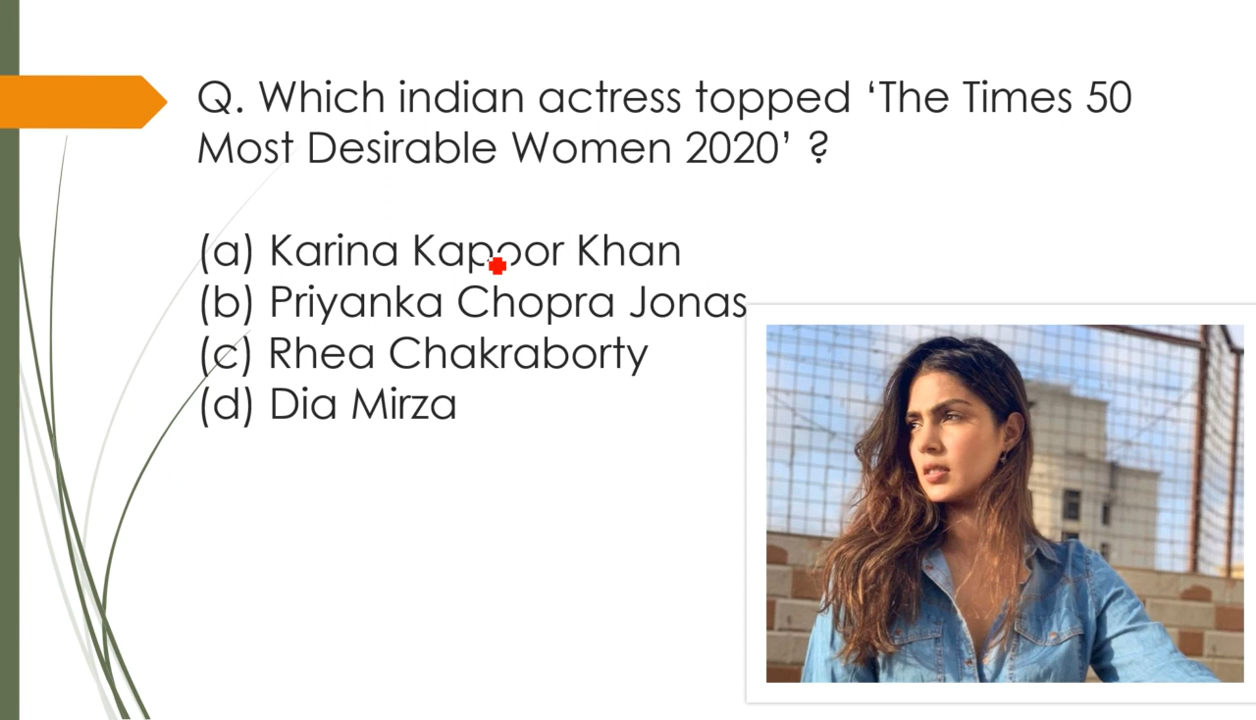 Q. Which indian actress topped ‘The Times 50
Most Desirable Women 2020’ ?
(a) Karina Kapoor Khan
(b) Priyanka Chopra Jonas
(c) Rhea Chakraborty
(d) Dia Mirza